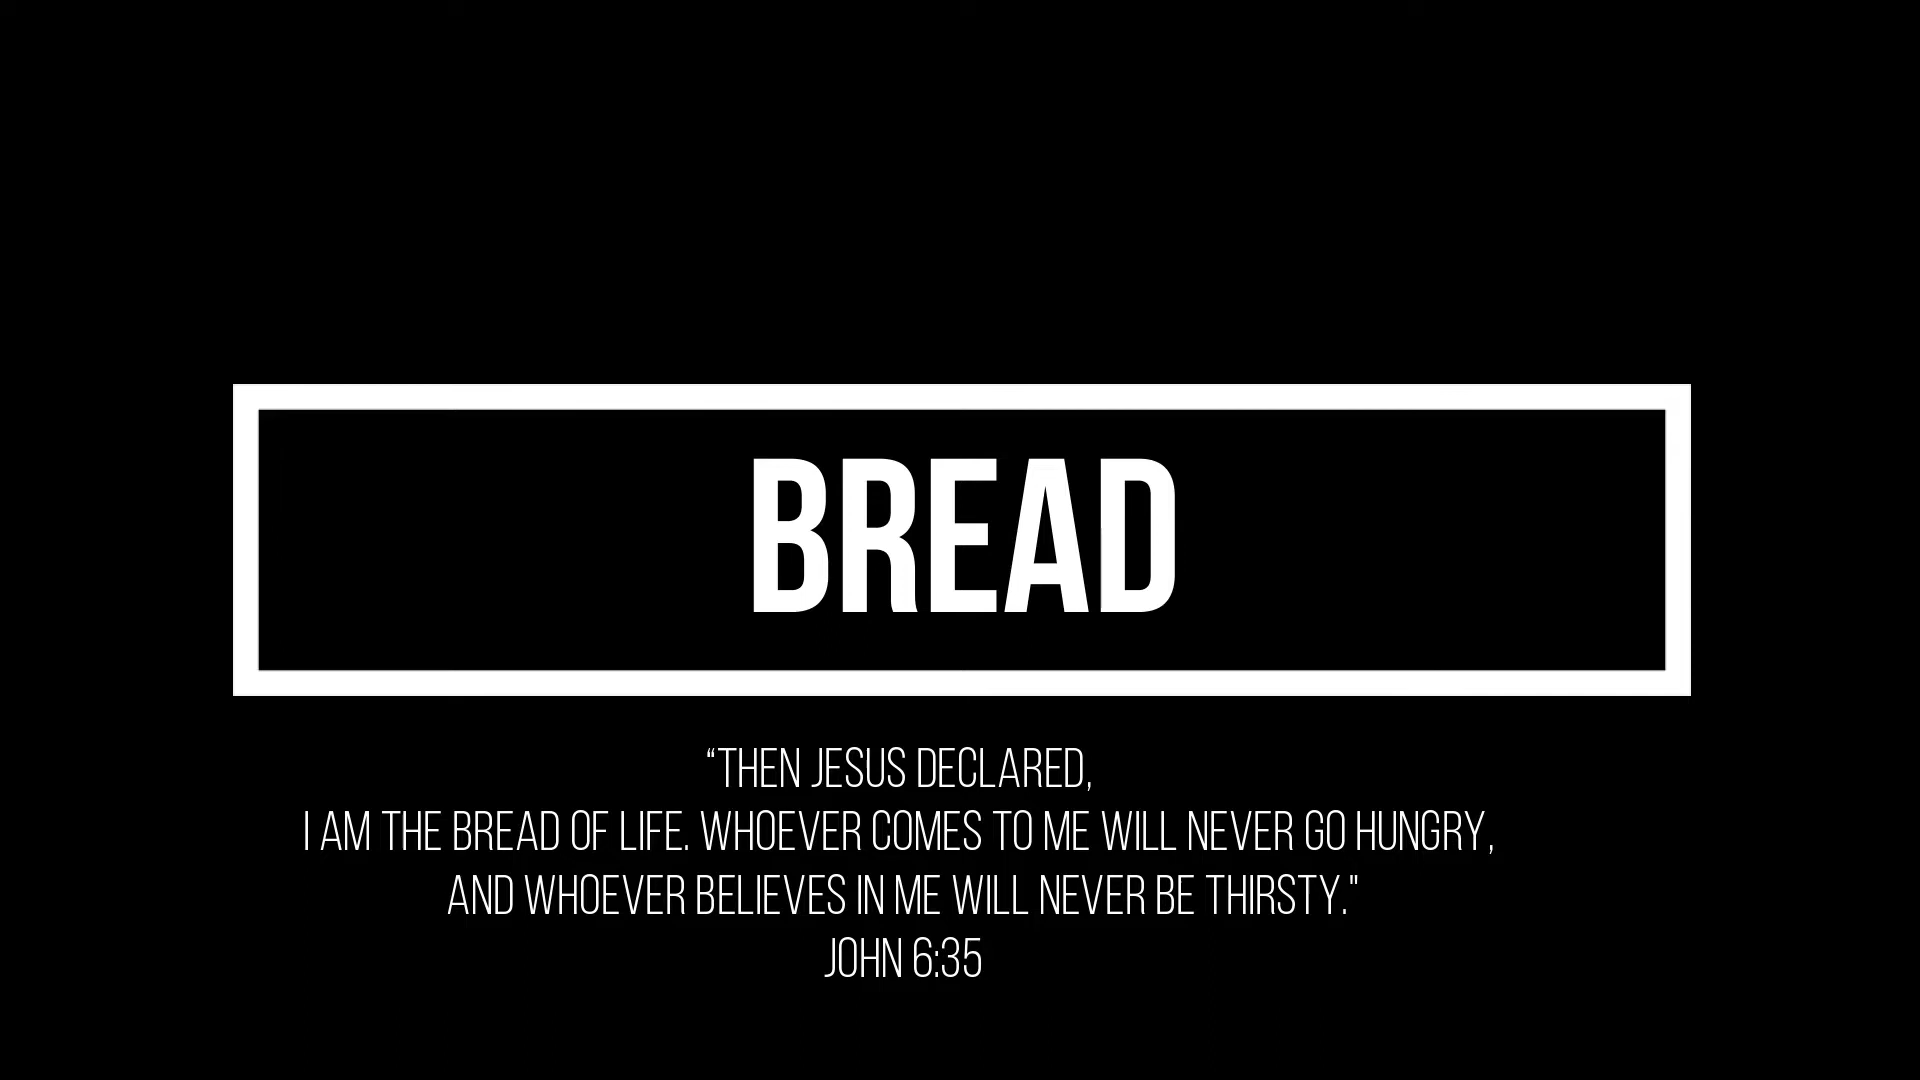 BREAD
“THEN JESUS DECLARED,
I AM THE BREAD OF LIFE. WHOEVER COMES TO ME WILL NEVER GO HUNGRY,
AND WHOEVER BELIEVES IN ME WILL NEVER BE THIRSTY."
JOHN 6:35